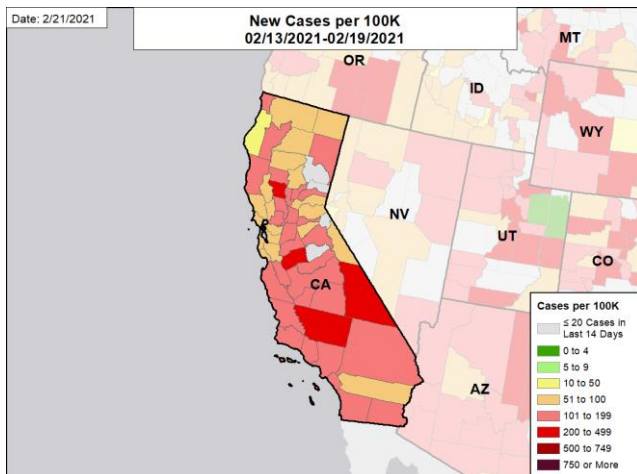 Date: 2/21/2021
New Cases per 100K
02/13/2021-02/19/2021
MT
OR
ID
WY
NV
UT
CO
CA
AZ
Cases per 100K
≤ 20 Cases in
Last 14 Days
0 to 4
5 to 9
10 to 50
51 to 100
101 to 199
200 to 499
500 to 749
750 or More